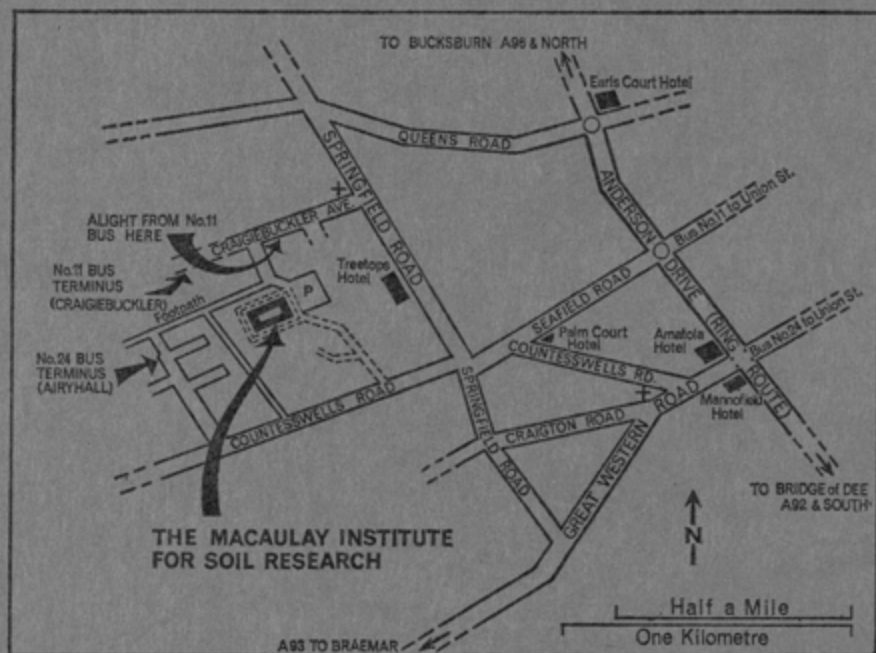 TO BUCKSBURN A96 & NORTH
Earls Court Hotel
QUEENS ROAD
SPRINGFIELD ROAD
ANDERSON DRIVE (RING ROUTE)
Bus No.11 to Union St.
ALIGHT FROM No.11
BUS HERE
CRAIGIEBUCKLER AVE.
No.11 BUS
TERMINUS
(CRAIGIEBUCKLER)
Footpath
P
Treetops
Hotel
SEAFIELD ROAD
Palm Court
Hotel
Amatola
Hotel
Bus No.24 to Union St.
No.24 BUS
TERMINUS
(AIRYHALL)
COUNTESSWELLS RD.
COUNTESSWELLS ROAD
SPRINGFIELD ROAD
Mannofield
Hotel
CRAIGTON ROAD
GREAT WESTERN ROAD
TO BRIDGE of DEE
A92 & SOUTH
THE MACAULAY INSTITUTE
FOR SOIL RESEARCH
N
Half a Mile
One Kilometre
A93 TO BRAEMAR